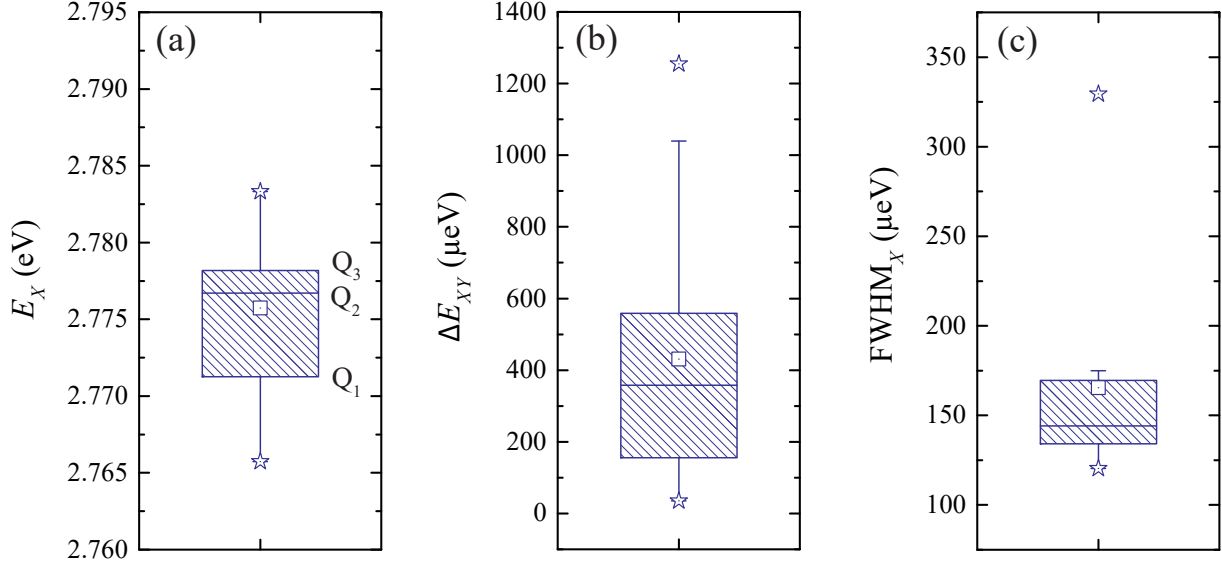 (a)
2.795
2.790
2.785
2.780
2.775
2.770
2.765
2.760
E_X (eV)
Q₃
Q₂
Q₁
(b)
1400
1200
1000
800
600
400
200
0
ΔE_XY (μeV)
(c)
350
300
250
200
150
100
FWHM_X (μeV)